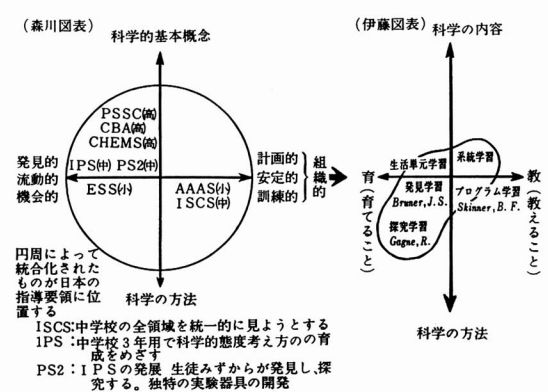 (森川図表)
科学的基本概念
PSSC(高)
CBA(高)
CHEMS(高)
IPS(中) PS2(中)
ESS(小)
AAAS(小)
ISCS(中)
発見的
流動的
機会的
計画的
安定的
訓練的
組織的
科学の方法
円周によって
統合化された
ものが日本の
指導要領に位
置する
ISCS:中学校の全領域を統一的に見ようとする
1PS:中学校3年用で科学的態度考え方のの育
成をめざす
PS2:IPSの発展 生徒みずからが発見し、探
究する。独特の実験器具の開発
(伊藤図表)
科学の内容
生活単元学習
系統学習
発見学習
Bruner, J.S.
プログラム学習
Skinner, B. F.
探究学習
Gagne, R.
育(育てること)
教(教えること)
科学の方法